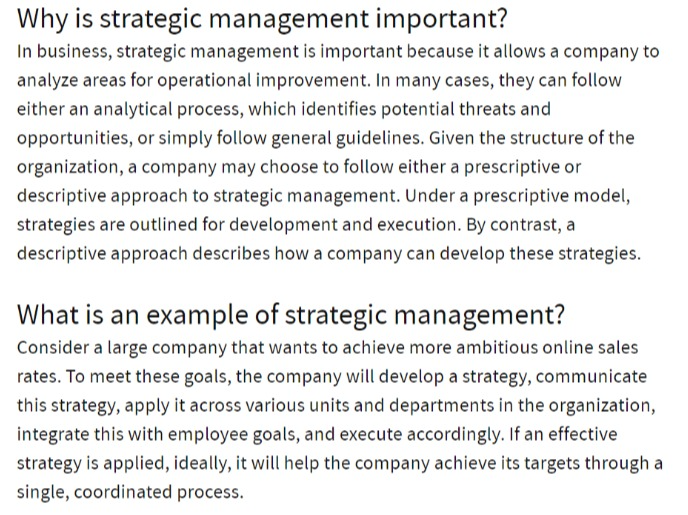 Why is strategic management important?
In business, strategic management is important because it allows a company to
analyze areas for operational improvement. In many cases, they can follow
either an analytical process, which identifies potential threats and
opportunities, or simply follow general guidelines. Given the structure of the
organization, a company may choose to follow either a prescriptive or
descriptive approach to strategic management. Under a prescriptive model,
strategies are outlined for development and execution. By contrast, a
descriptive approach describes how a company can develop these strategies.
What is an example of strategic management?
Consider a large company that wants to achieve more ambitious online sales
rates. To meet these goals, the company will develop a strategy, communicate
this strategy, apply it across various units and departments in the organization,
integrate this with employee goals, and execute accordingly. If an effective
strategy is applied, ideally, it will help the company achieve its targets through a
single, coordinated process.